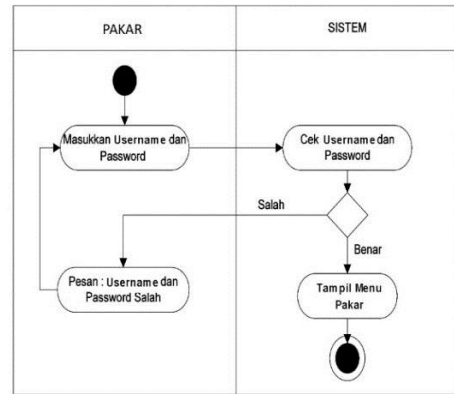 PAKAR
SISTEM
Masukkan Username dan
Password
Cek Username dan
Password
Salah
Benar
Pesan : Username dan
Password Salah
Tampil Menu
Pakar